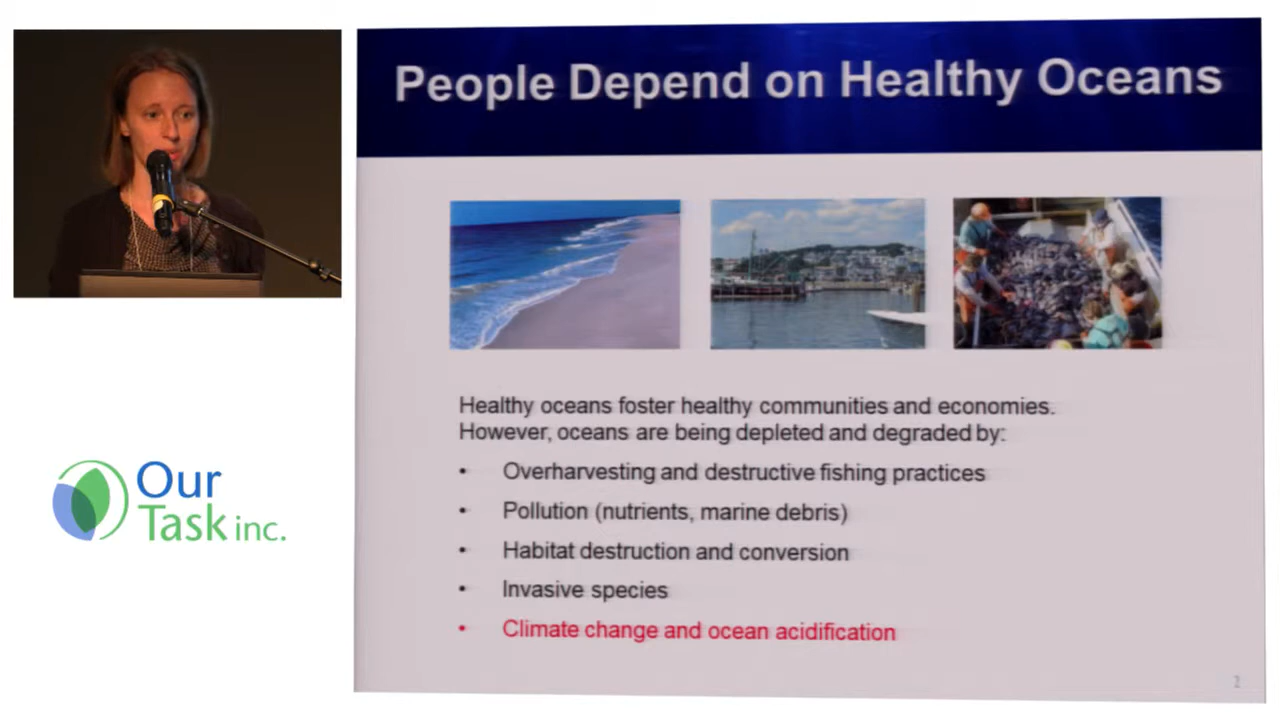 People Depend on Healthy Oceans
Healthy oceans foster healthy communities and economies.
However, oceans are being depleted and degraded by:
• Overharvesting and destructive fishing practices
• Pollution (nutrients, marine debris)
• Habitat destruction and conversion
• Invasive species
• Climate change and ocean acidification
2
Our
Task inc.